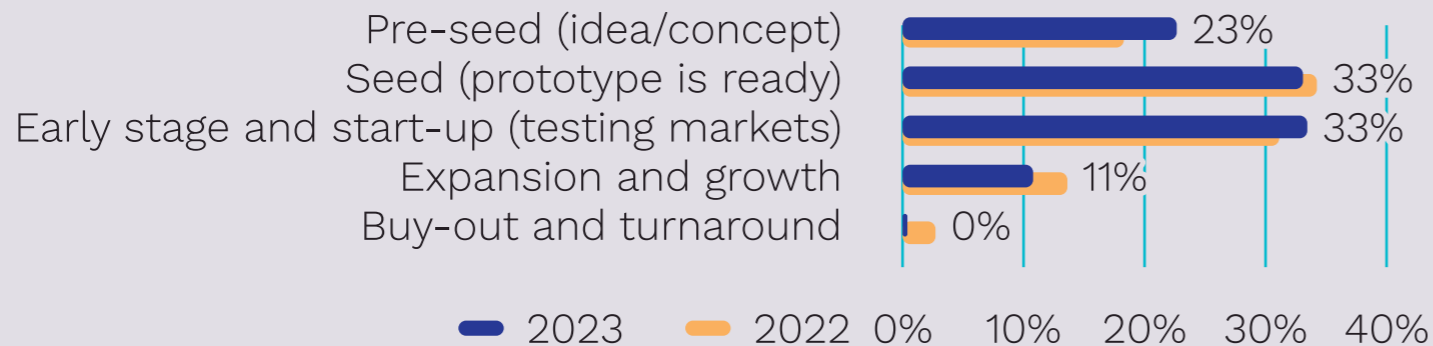 Pre-seed (idea/concept) 23%
Seed (prototype is ready) 33%
Early stage and start-up (testing markets) 33%
Expansion and growth 11%
Buy-out and turnaround 0%
2023 2022 0% 10% 20% 30% 40%